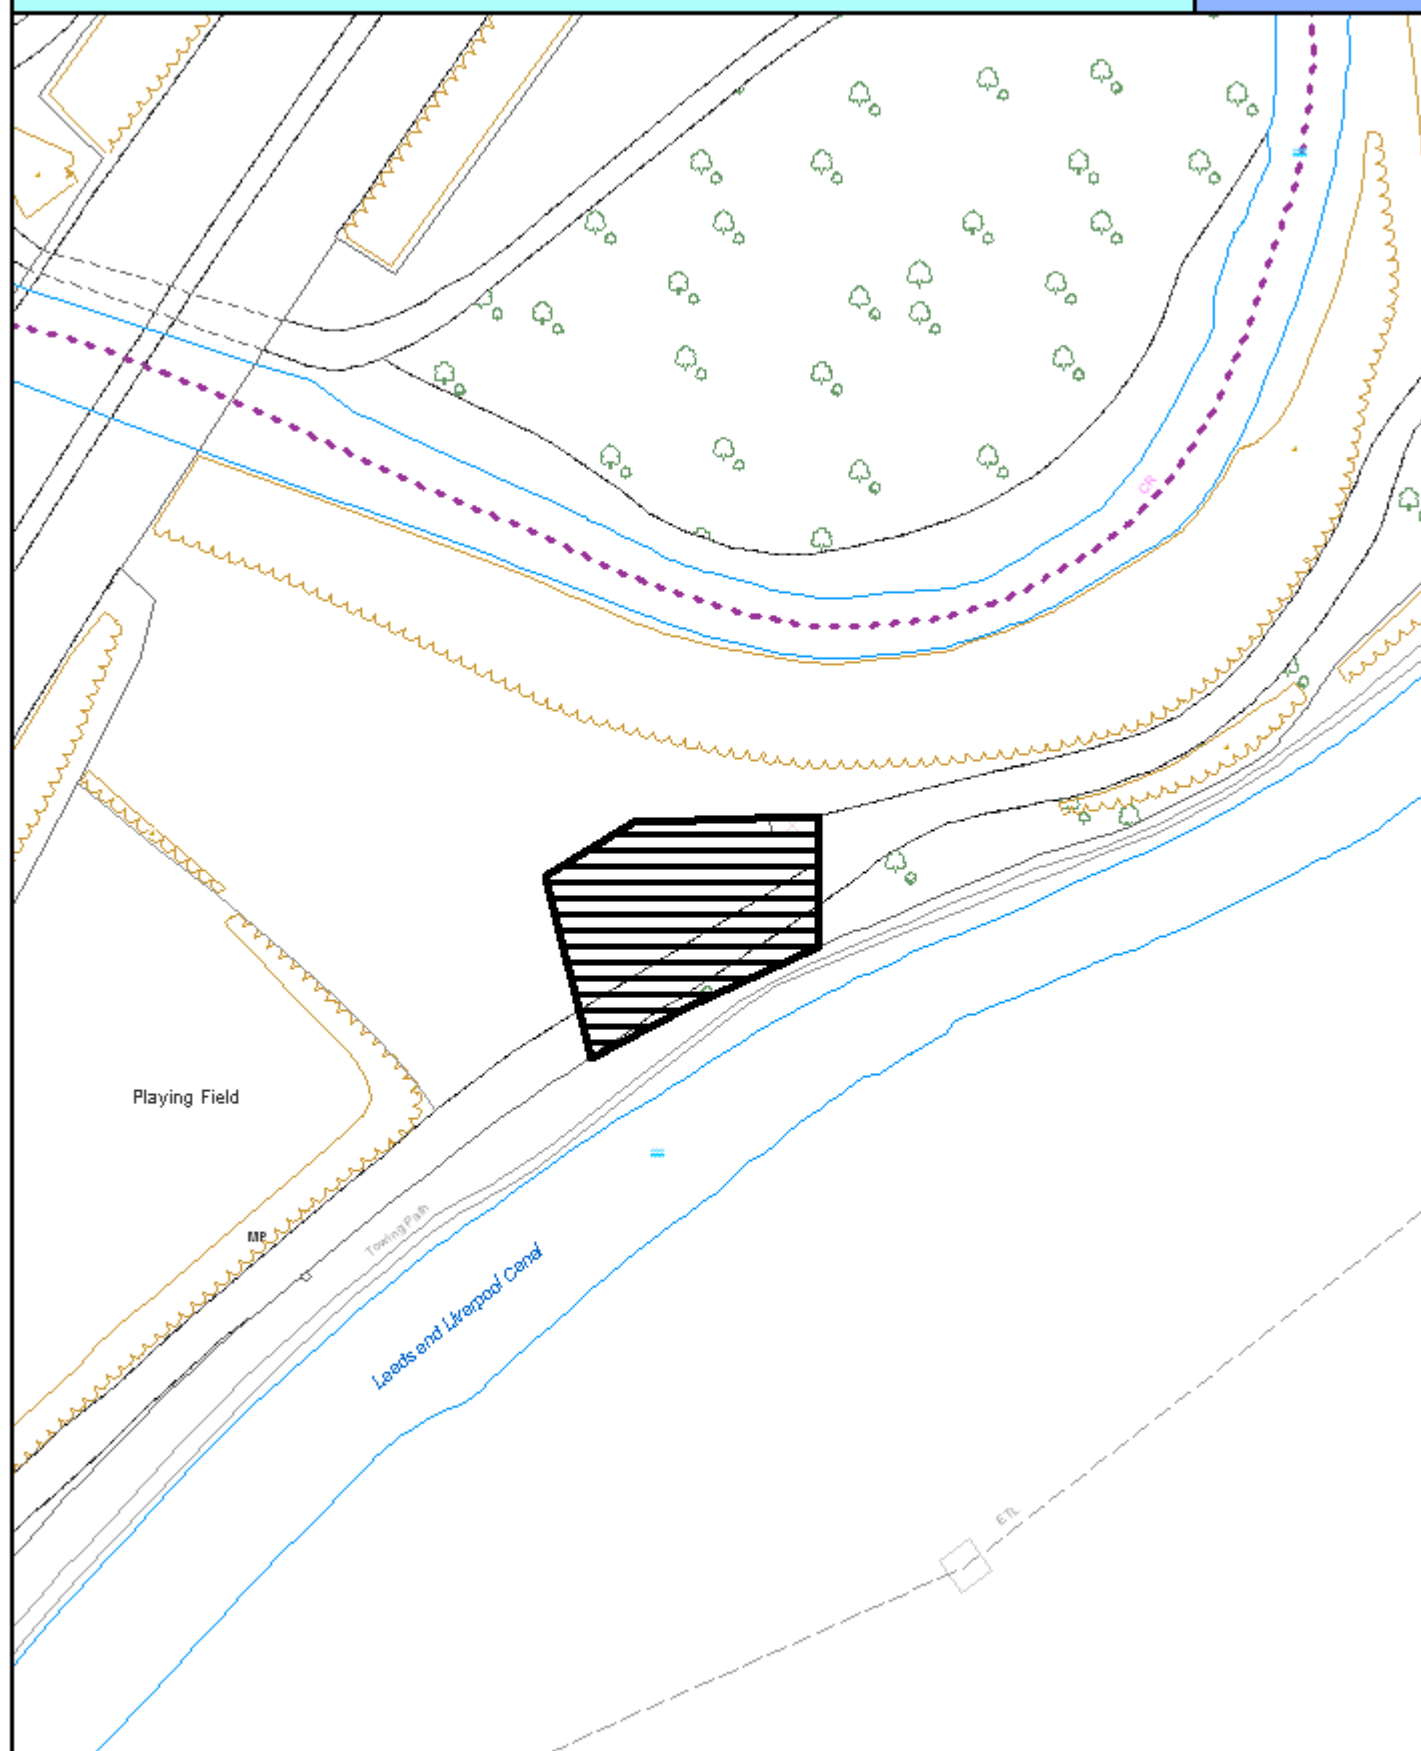 CR
Playing Field
MP
Towing Path
Leeds and Liverpool Canal
ETL